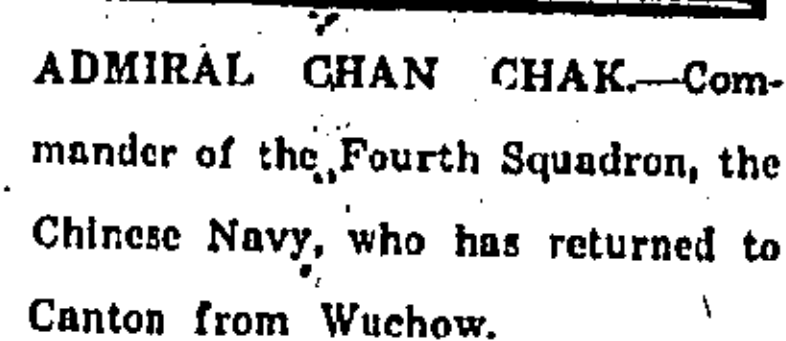 ADMIRAL CHAN CHAK.—Com-
mander of the Fourth Squadron, the
Chinese Navy, who has returned to
Canton from Wuchow.